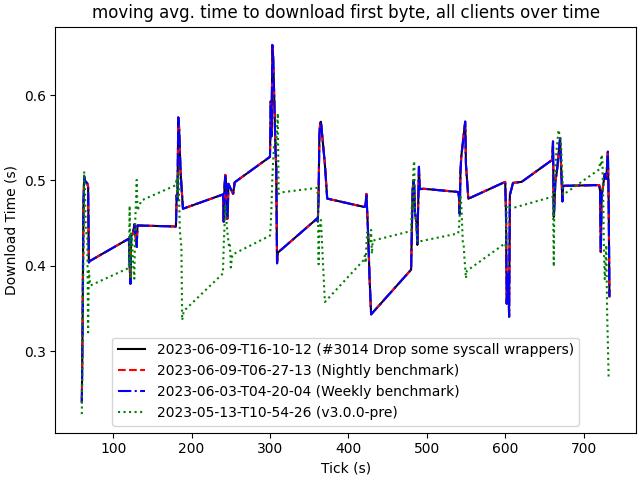 moving avg. time to download first byte, all clients over time
Download Time (s)
0.6
0.5
0.4
0.3
2023-06-09-T16-10-12 (#3014 Drop some syscall wrappers)
2023-06-09-T06-27-13 (Nightly benchmark)
2023-06-03-T04-20-04 (Weekly benchmark)
2023-05-13-T10-54-26 (v3.0.0-pre)
100 200 300 400 500 600 700
Tick (s)